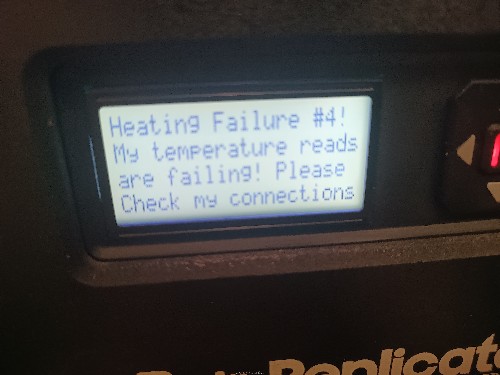 Heating Failure #4!
My temperature reads
are failing! Please
Check my connections